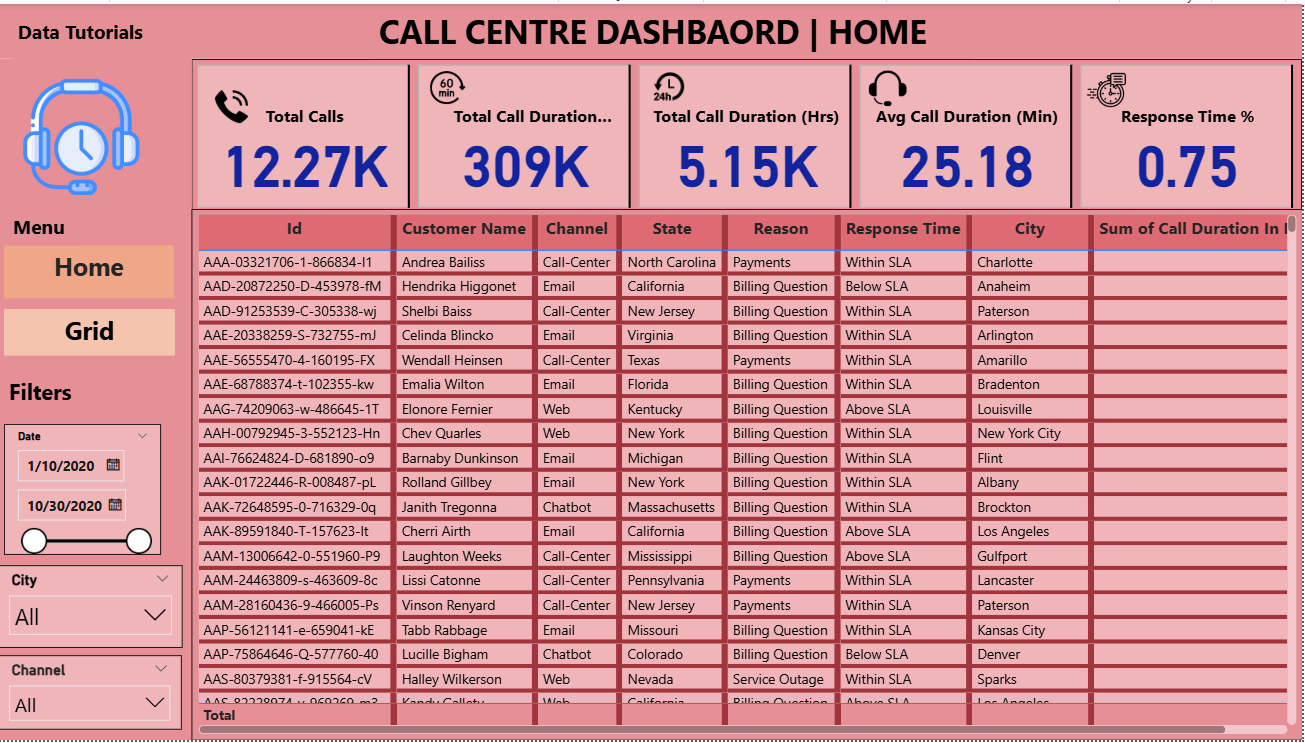 Data Tutorials
CALL CENTRE DASHBAORD | HOME
Total Calls
12.27K
60
min
Total Call Duration...
309K
24h
Total Call Duration (Hrs)
5.15K
Avg Call Duration (Min)
25.18
Response Time %
0.75
Menu
Home
Grid
Filters
Date
1/10/2020
10/30/2020
City
All
Channel
All
Id Customer Name Channel State Reason Response Time City Sum of Call Duration In
AAA-03321706-1-866834-I1 Andrea Bailiss Call-Center North Carolina Payments Within SLA Charlotte
AAD-20872250-D-453978-fM Hendrika Higgonet Email California Billing Question Below SLA Anaheim
AAD-91253539-C-305338-wj Shelbi Baiss Call-Center New Jersey Billing Question Within SLA Paterson
AAE-20338259-S-732755-mJ Celinda Blincko Email Virginia Billing Question Within SLA Arlington
AAE-56555470-4-160195-FX Wendall Heinsen Call-Center Texas Payments Within SLA Amarillo
AAE-68788374-t-102355-kw Emalia Wilton Email Florida Billing Question Within SLA Bradenton
AAG-74209063-w-486645-1T Elonore Fernier Web Kentucky Billing Question Above SLA Louisville
AAH-00792945-3-552123-Hn Chev Quarles Web New York Billing Question Within SLA New York City
AAI-76624824-D-681890-o9 Barnaby Dunkinson Email Michigan Billing Question Within SLA Flint
AAK-01722446-R-008487-pL Rolland Gillbey Email New York Billing Question Within SLA Albany
AAK-72648595-0-716329-0q Janith Tregonna Chatbot Massachusetts Billing Question Within SLA Brockton
AAK-89591840-T-157623-It Cherri Airth Email California Billing Question Above SLA Los Angeles
AAM-13006642-0-551960-P9 Laughton Weeks Call-Center Mississippi Billing Question Above SLA Gulfport
AAM-24463809-s-463609-8c Lissi Catonne Call-Center Pennsylvania Payments Within SLA Lancaster
AAM-28160436-9-466005-Ps Vinson Renyard Call-Center New Jersey Payments Within SLA Paterson
AAP-56121141-e-659041-kE Tabb Rabbage Email Missouri Billing Question Within SLA Kansas City
AAP-75864646-Q-577760-40 Lucille Bigham Chatbot Colorado Billing Question Below SLA Denver
AAS-80379381-f-915564-cV Halley Wilkerson Web Nevada Service Outage Within SLA Sparks
Email California Billing Question Above SLA Los Angeles
Total